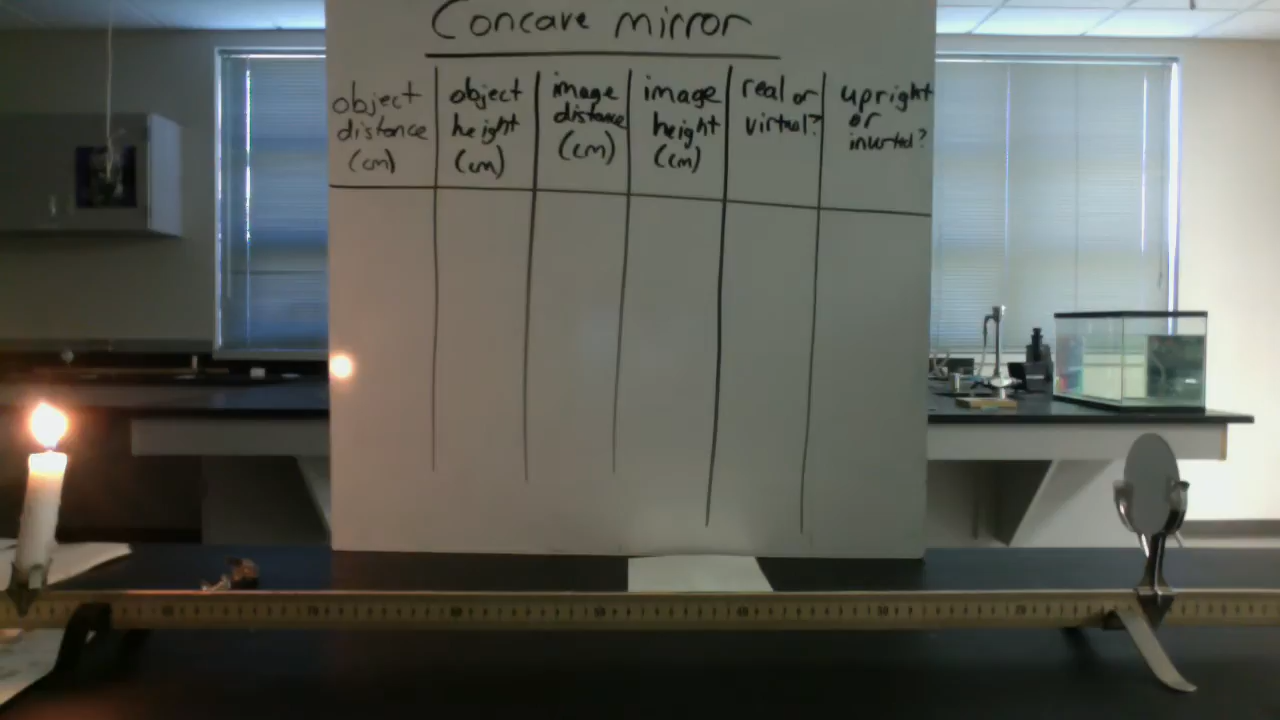 Concave mirror
object
distance
(cm)
object
height
(cm)
image
distance
(cm)
image
height
(cm)
real or
virtual?
upright
or
inverted?